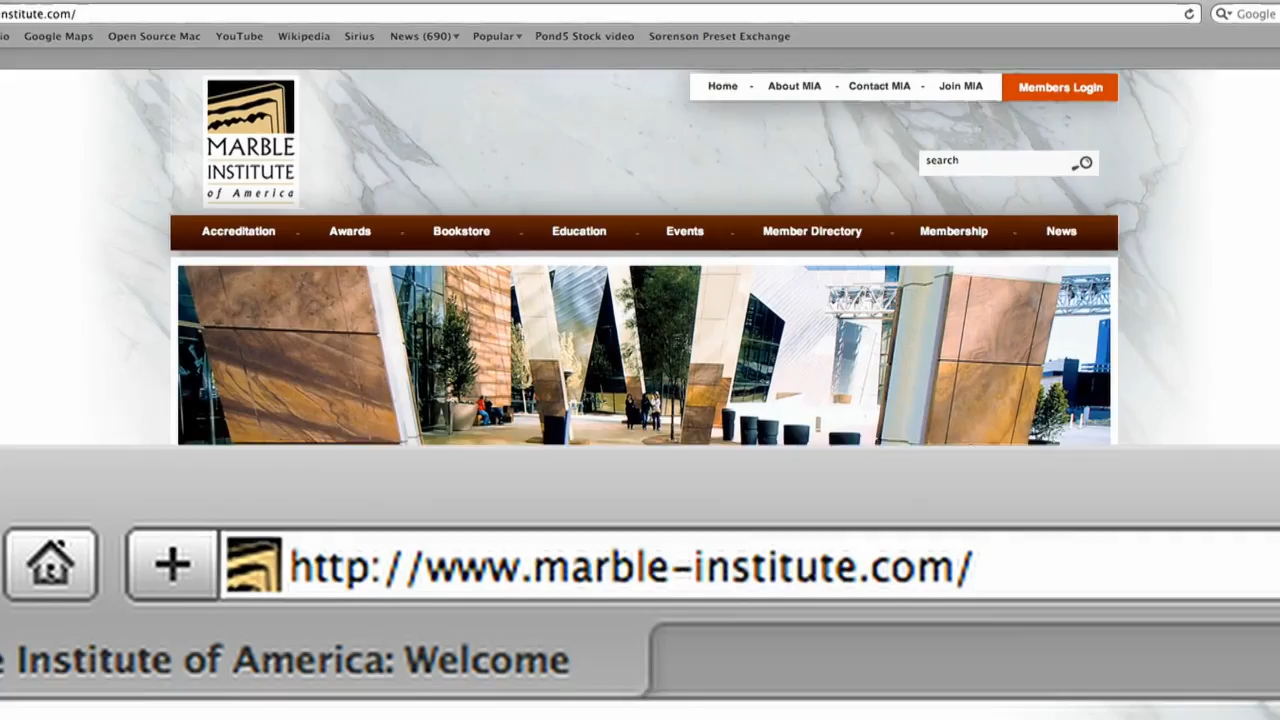 nstitute.com/
Google
io Google Maps Open Source Mac YouTube Wikipedia Sirius News (690) Popular Pond5 Stock video Sorenson Preset Exchange
Home - About MIA - Contact MIA - Join MIA Members Login
MARBLE
INSTITUTE
of America
search
Accreditation - Awards - Bookstore - Education - Events - Member Directory - Membership - News
http://www.marble-institute.com/
e Institute of America: Welcome